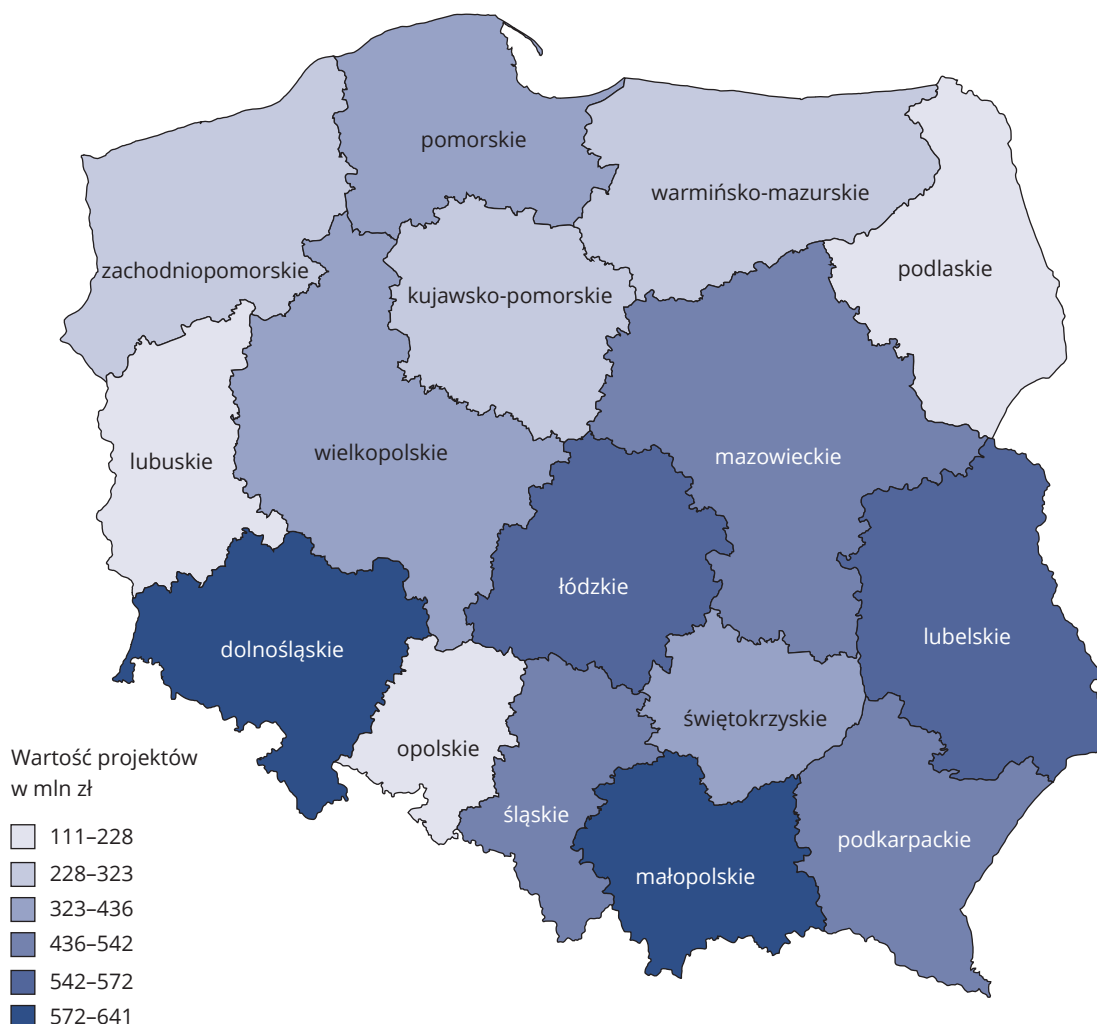 pomorskie
warmińsko-mazurskie
podlaskie
zachodniopomorskie
kujawsko-pomorskie
lubuskie
wielkopolskie
mazowieckie
łódzkie
lubelskie
dolnośląskie
świętokrzyskie
opolskie
śląskie
podkarpackie
małopolskie
Wartość projektów
w mln zł
111–228
228–323
323–436
436–542
542–572
572–641